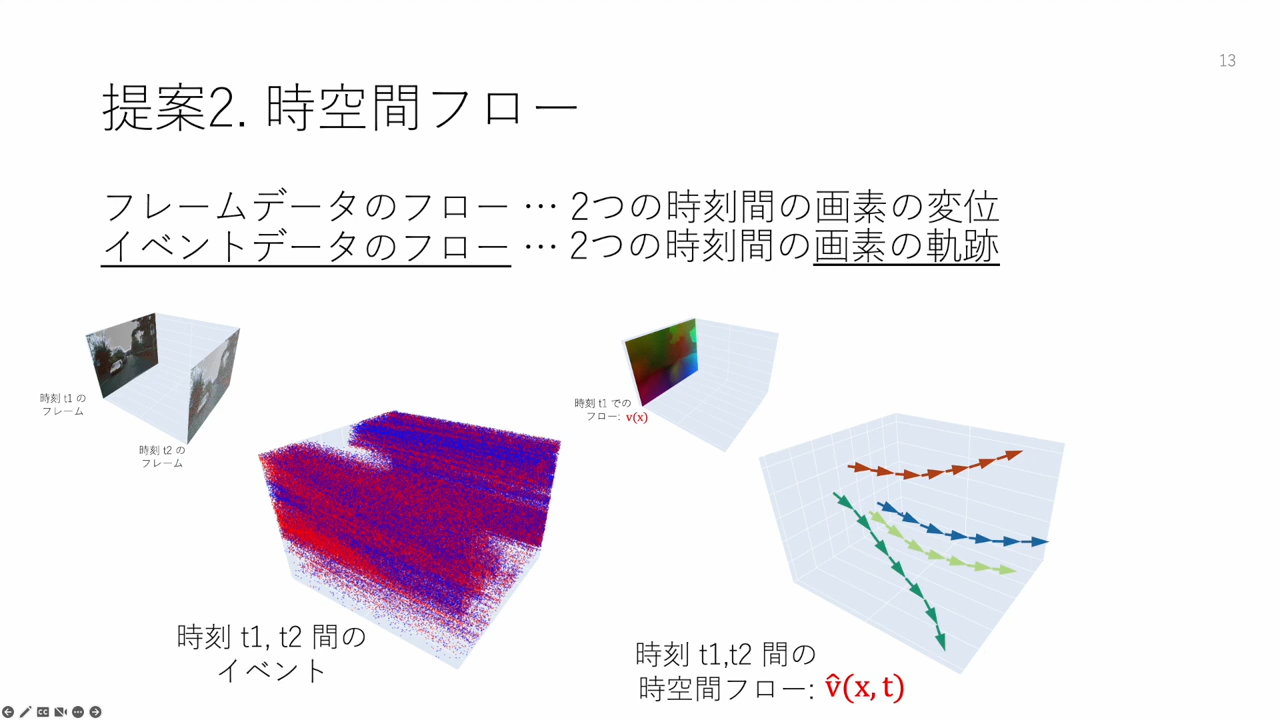 13
提案2. 時空間フロー
フレームデータのフロー … 2つの時刻間の画素の変位
イベントデータのフロー … 2つの時刻間の画素の軌跡
時刻 t1 の
フレーム
時刻 t2 の
フレーム
時刻 t1, t2 間の
イベント
時刻 t1 での
フロー: v(x)
時刻 t1,t2 間の
時空間フロー: v̂(x, t)